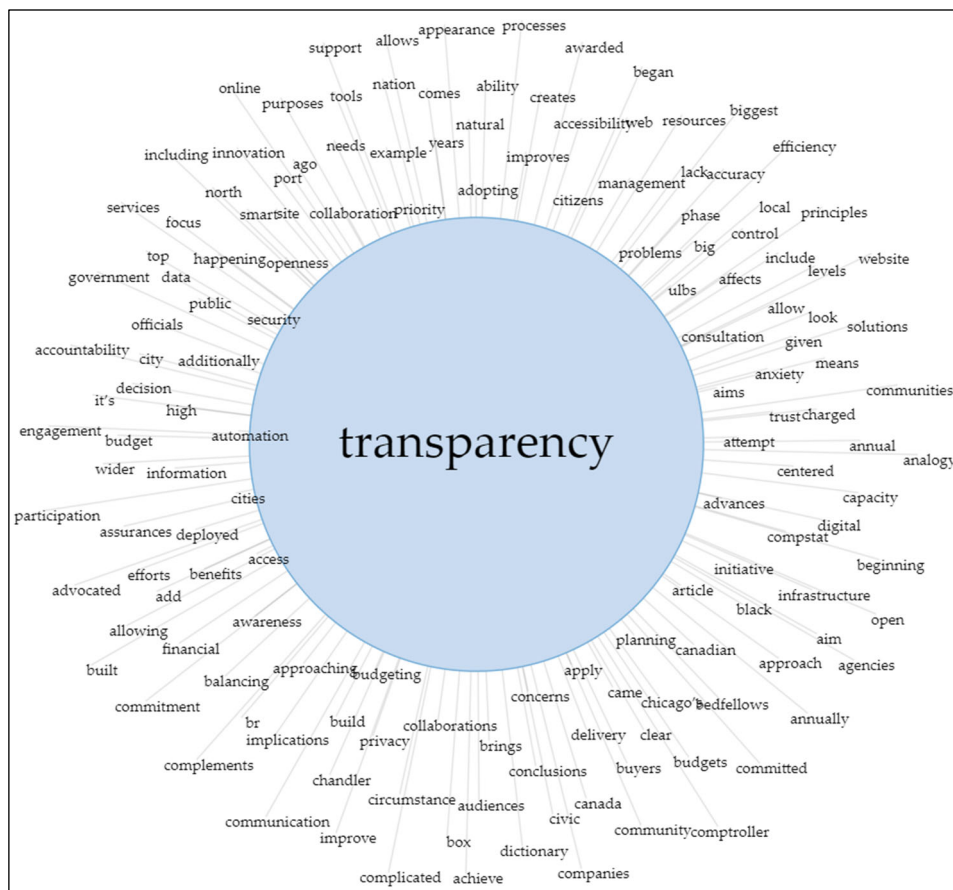 processes
appearance
allows
support
awarded
began
nation
ability
online
tools
comes
creates
purposes
biggest
natural
accessibility
web
resources
years
needs
efficiency
including
innovation
example
improves
ago
lack
accuracy
port
management
north
adopting
citizens
services
smart
site
collaboration
priority
local
principles
focus
phase
control
top
happening
openness
problems
big
include
website
government
data
affects
levels
ulbs
public
security
allow
look
officials
consultation
solutions
given
accountability
city
additionally
means
anxiety
decision
aims
communities
it's
high
trust
charged
engagement
budget
automation
transparency
attempt
annual
analogy
wider
information
centered
cities
capacity
advances
participation
assurances
deployed
digital
compstat
access
beginning
efforts
benefits
initiative
advocated
add
article
infrastructure
black
open
awareness
allowing
aim
financial
planning
canadian
built
approaching
budgeting
apply
approach
agencies
balancing
concerns
came
chicago's
bedfellows
commitment
br
build
collaborations
annually
implications
privacy
brings
delivery
clear
complements
conclusions
buyers
budgets
committed
chandler
circumstance
audiences
canada
communication
civic
improve
community
comptroller
box
dictionary
complicated
achieve
companies